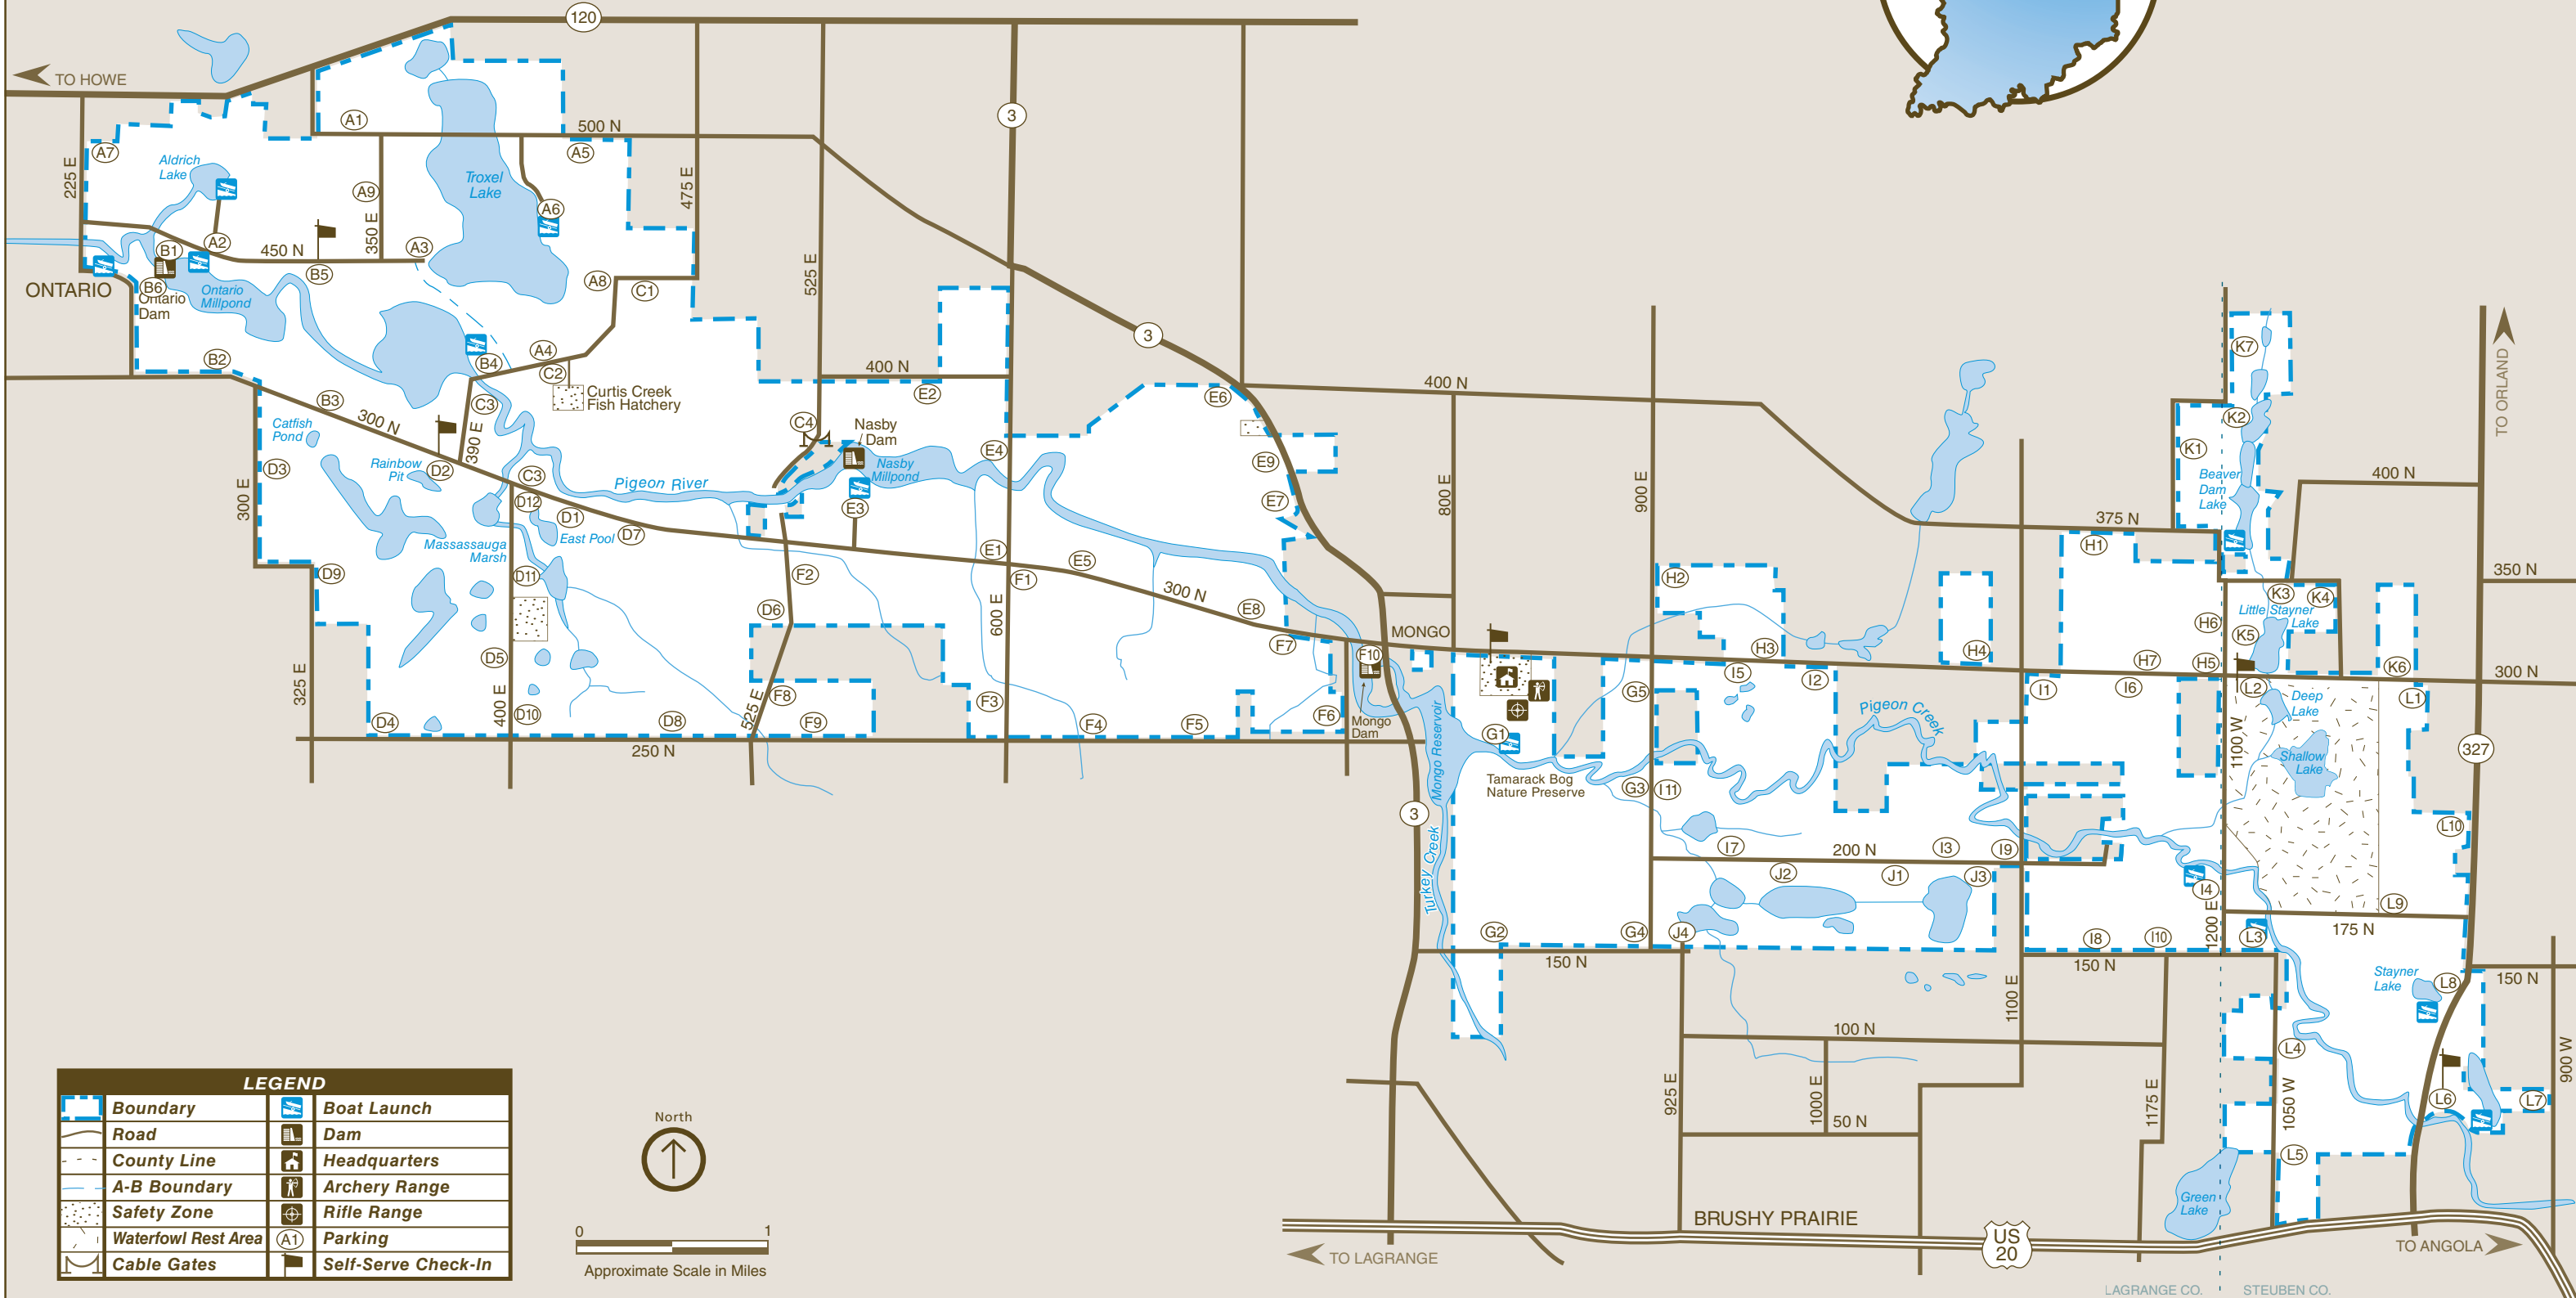 120
TO HOWE
3
A1
500 N
A7
A5
Aldrich
Lake
225 E
A9
Troxel
Lake
475 E
A6
350 E
A2
A3
B1
450 N
B5
525 E
A8
C1
ONTARIO
B6
Ontario
Dam
Ontario
Millpond
3
B2
A4
B4
C2
Curtis Creek
Fish Hatchery
400 N
E2
E6
400 N
K7
TO ORLAND
B3
300 N
C3
390 E
C4
Nasby
Dam
Nasby
Millpond
E4
E9
K2
K1
Beaver
Dam
Lake
400 N
Catfish
Pond
D3
Rainbow
Pit
D2
C3
Pigeon River
300 E
D12
D1
D7
East Pool
E3
E7
800 E
900 E
375 N
H1
Massassauga
Marsh
D9
D11
F2
E1
F1
E5
300 N
H2
350 N
K3
K4
Little Stayner
Lake
D6
600 E
E8
F7
MONGO
H6
K5
D5
F10
H3
H4
H7
H5
K6
300 N
325 E
400 E
D4
D10
D8
525 E
F8
F9
F3
F4
F5
F6
250 N
Mongo
Dam
Mongo Reservoir
G5
I5
I2
I1
I6
L2
L1
Deep
Lake
G1
Pigeon Creek
1100 W
327
Shallow
Lake
Tamarack Bog
Nature Preserve
G3
I11
3
Turkey Creek
I7
200 N
I3
I9
L10
J2
J1
J3
I4
L9
G2
G4
J4
I8
I10
1200 E
L3
175 N
150 N
150 N
150 N
Stayner
Lake
L8
1100 E
100 N
L4
925 E
1000 E
50 N
1175 E
1050 W
L6
L7
900 W
L5
Green
Lake
BRUSHY PRAIRIE
US
20
TO LAGRANGE
TO ANGOLA
LAGRANGE CO.
STEUBEN CO.
LEGEND
Boundary
Boat Launch
Road
Dam
County Line
Headquarters
A-B Boundary
Archery Range
Safety Zone
Rifle Range
Waterfowl Rest Area
A1
Parking
Cable Gates
Self-Serve Check-In
North
0
1
Approximate Scale in Miles